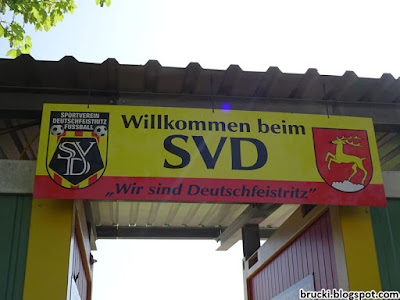 SPORTVEREIN
DEUTSCHFEISTRITZ
FUSSBALL
SVD
Willkommen beim
SVD
„Wir sind Deutschfeistritz"
brucki.blogspot.com